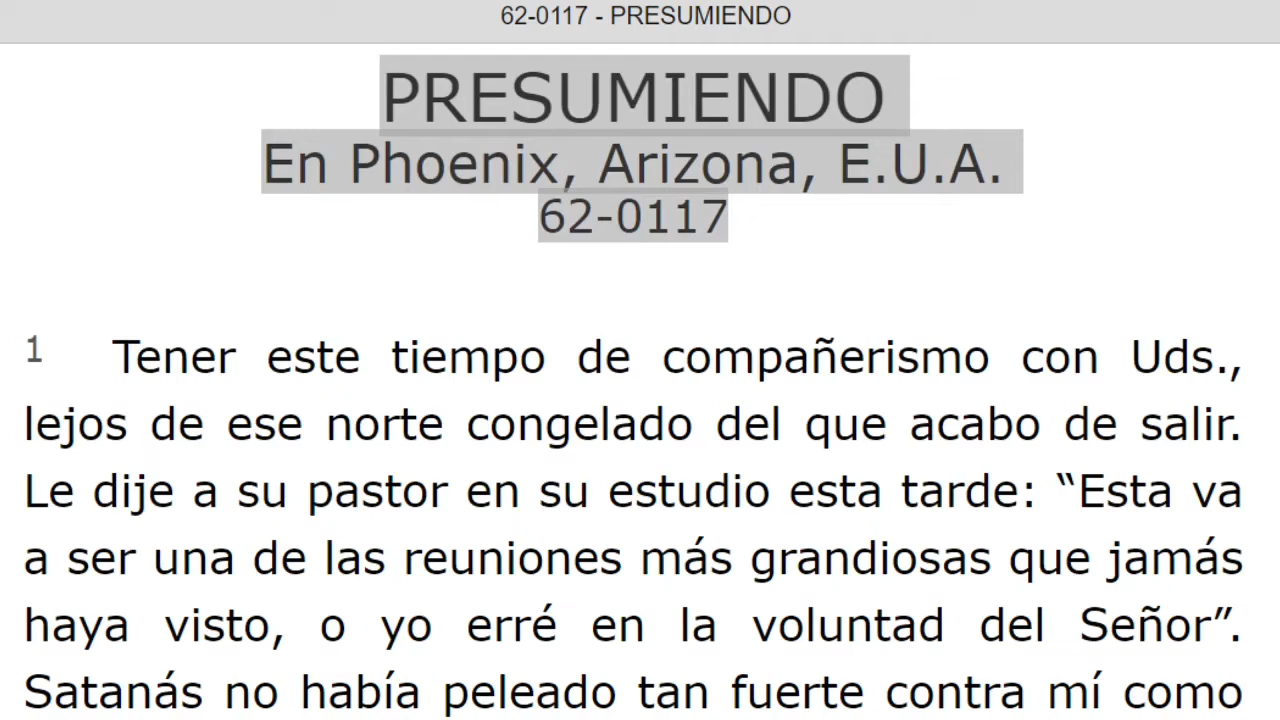 62-0117 - PRESUMIENDO
PRESUMIENDO
En Phoenix, Arizona, E.U.A.
62-0117
1 Tener este tiempo de compañerismo con Uds.,
lejos de ese norte congelado del que acabo de salir.
Le dije a su pastor en su estudio esta tarde: “Esta va
a ser una de las reuniones más grandiosas que jamás
haya visto, o yo erré en la voluntad del Señor”.
Satanás no había peleado tan fuerte contra mí como